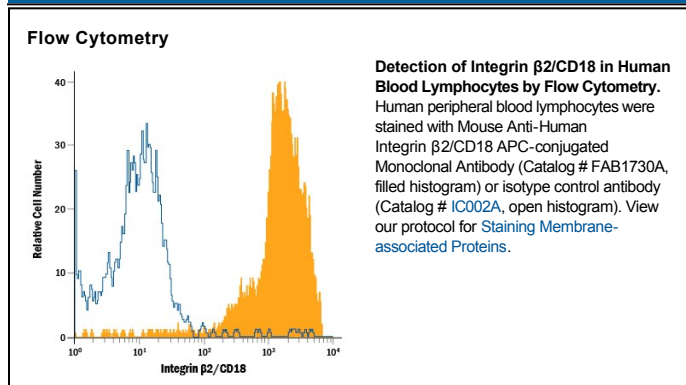 Flow Cytometry
Detection of Integrin β2/CD18 in Human
Blood Lymphocytes by Flow Cytometry.
Human peripheral blood lymphocytes were
stained with Mouse Anti-Human
Integrin β2/CD18 APC-conjugated
Monoclonal Antibody (Catalog # FAB1730A,
filled histogram) or isotype control antibody
(Catalog # IC002A, open histogram). View
our protocol for Staining Membrane-
associated Proteins.
Relative Cell Number
40
30
20
10
0
10⁰ 10¹ 10² 10³ 10⁴
Integrin β2/CD18